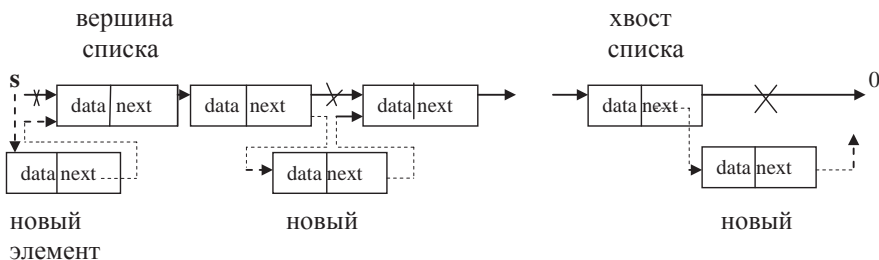 вершина
списка
хвост
списка
s
0
data next
data next
data next
data next
data next
data next
data next
новый
элемент
новый
новый